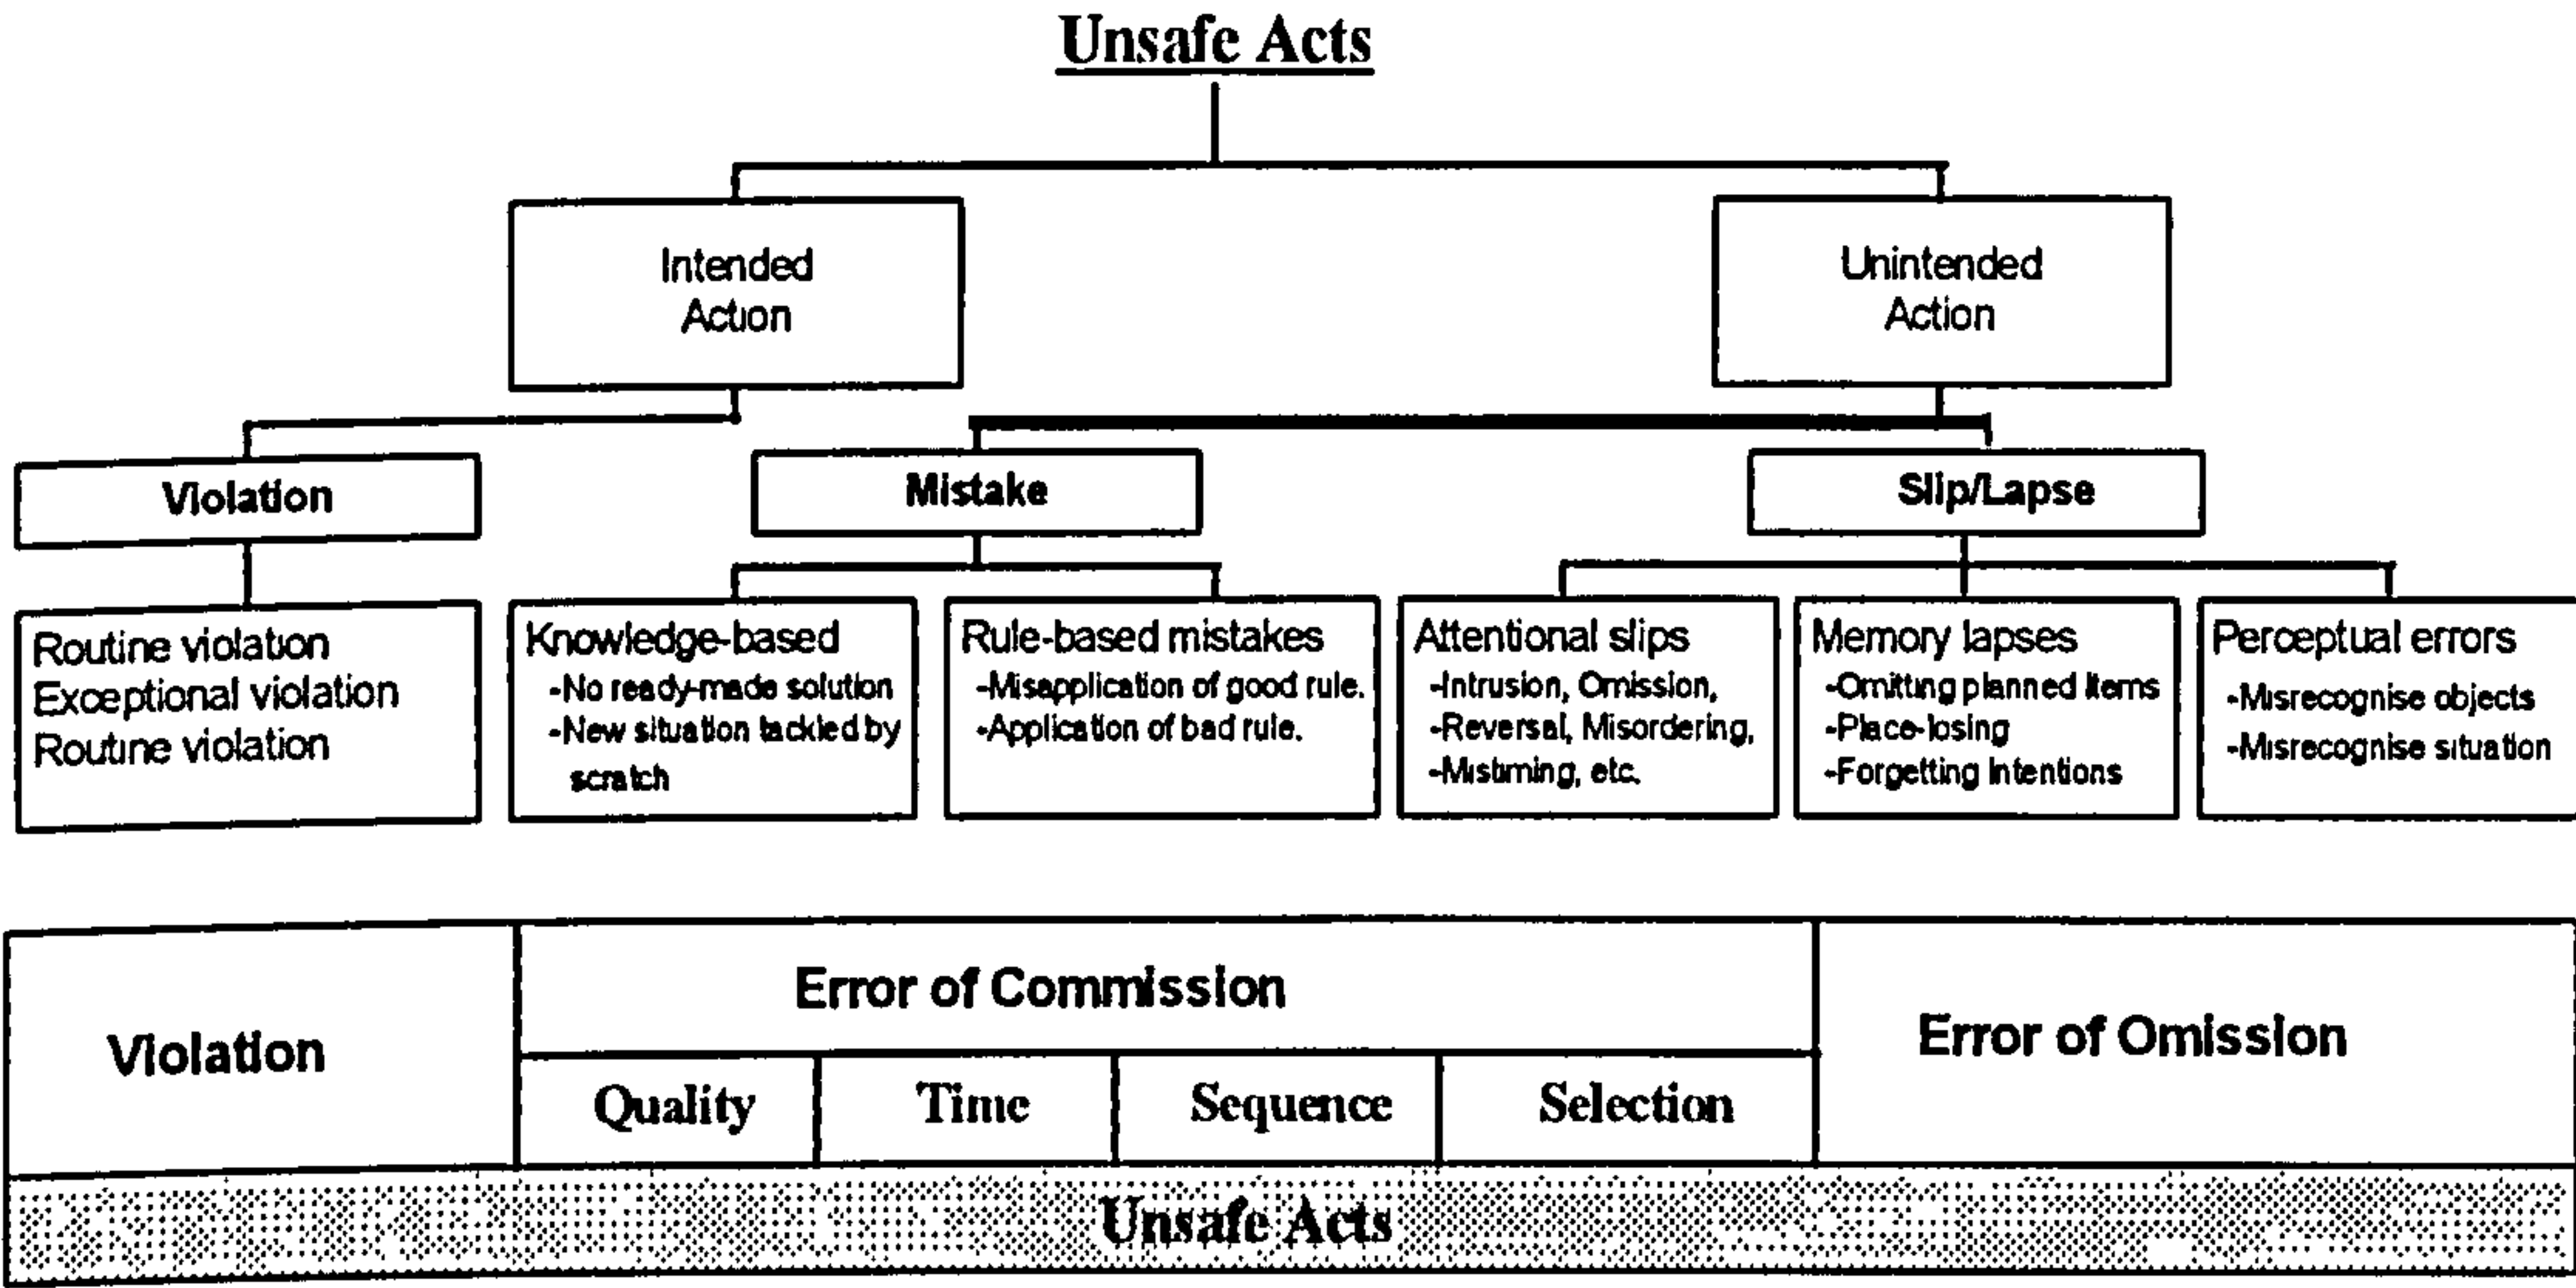 Unsafe Acts
Intended
Action
Unintended
Action
Violation
Mistake
Slip/Lapse
Routine violation
Exceptional violation
Routine violation
Knowledge-based
-No ready-made solution
-New situation tackled by
scratch
Rule-based mistakes
-Misapplication of good rule.
-Application of bad rule.
Attentional slips
-Intrusion, Omission,
-Reversal, Misordering,
-Mistiming, etc.
Memory lapses
-Omitting planned items
-Place-losing
-Forgetting intentions
Perceptual errors
-Misrecognise objects
-Misrecognise situation
Violation
Error of Commission
Error of Omission
Quality
Time
Sequence
Selection
Unsafe Acts